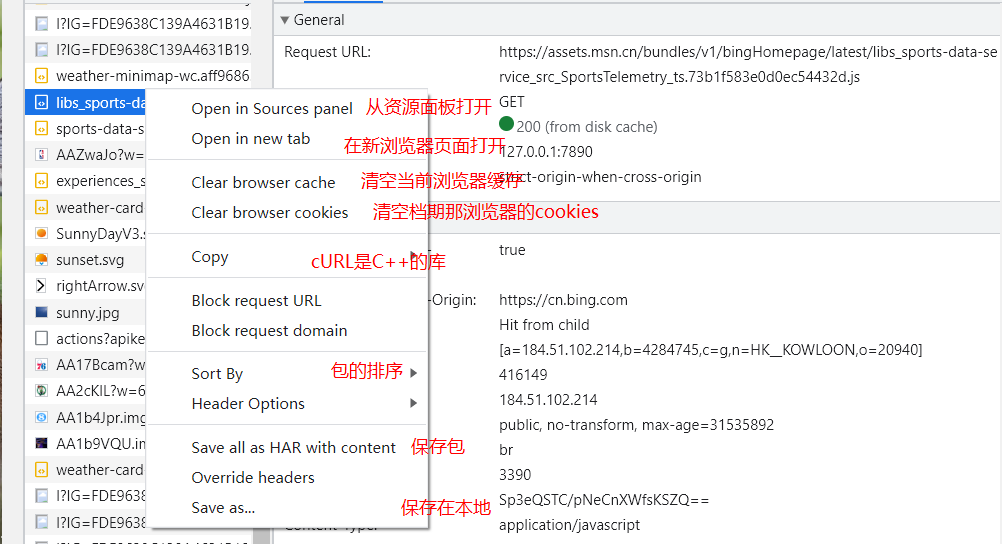 I?IG=FDE9638C139A4631B19.
I?IG=FDE9638C139A4631B19.
weather-minimap-wc.aff9686
libs_sports-da
sports-data-s
AAZwaJo?w=
experiences_s
weather-card
SunnyDayV3.s
sunset.svg
rightArrow.sv
sunny.jpg
actions?apike
AA17Bcam?w
AA2cKIL?w=6
AA1b4Jpr.img
AA1b9VQU.im
weather-card
I?IG=FDE9638
I?IG=FDE9638
Open in Sources panel 从资源面板打开
Open in new tab 在新浏览器页面打开
Clear browser cache 清空当前浏览器缓存
Clear browser cookies 清空档期那浏览器的cookies
Copy cURL是C++的库
Block request URL
Block request domain
Sort By 包的排序
Header Options
Save all as HAR with content 保存包
Override headers
Save as... 保存在本地
General
Request URL: https://assets.msn.cn/bundles/v1/bingHomepage/latest/libs_sports-data-se
rvice_src_SportsTelemetry_ts.73b1f583e0d0ec54432d.js
GET
200 (from disk cache)
127.0.0.1:7890
strict-origin-when-cross-origin
true
-Origin: https://cn.bing.com
Hit from child
[a=184.51.102.214,b=4284745,c=g,n=HK__KOWLOON,o=20940]
416149
184.51.102.214
public, no-transform, max-age=31535892
br
3390
Sp3eQSTC/pNeCnXWfsKSZQ==
Content-Type: application/javascript